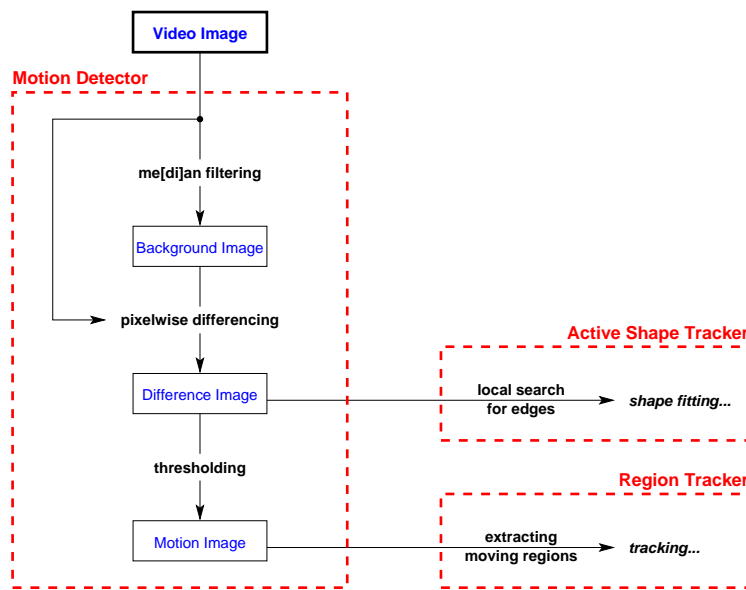 Video Image
Motion Detector
me[di]an filtering
Background Image
pixelwise differencing
Active Shape Tracker
Difference Image
local search
for edges
shape fitting...
thresholding
Region Tracker
Motion Image
extracting
moving regions
tracking...